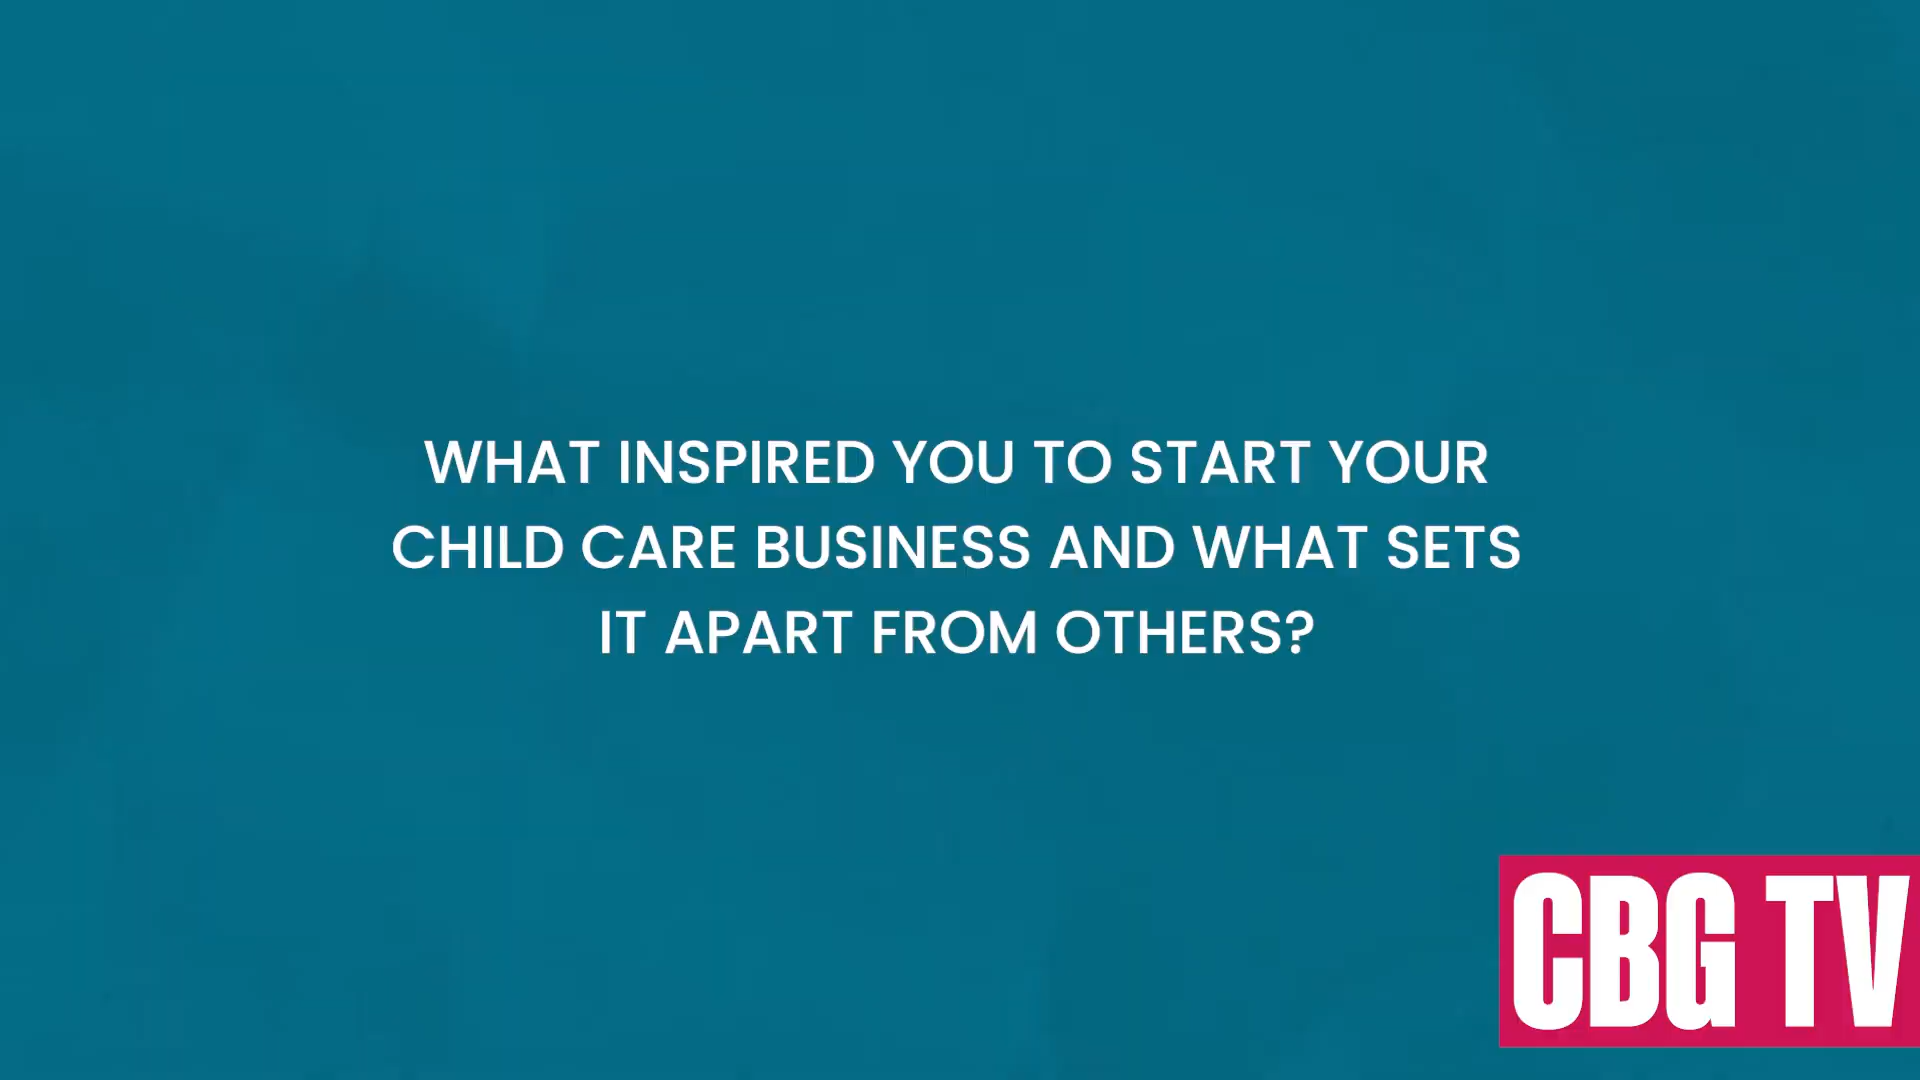 WHAT INSPIRED YOU TO START YOUR
CHILD CARE BUSINESS AND WHAT SETS
IT APART FROM OTHERS?
CBG TV